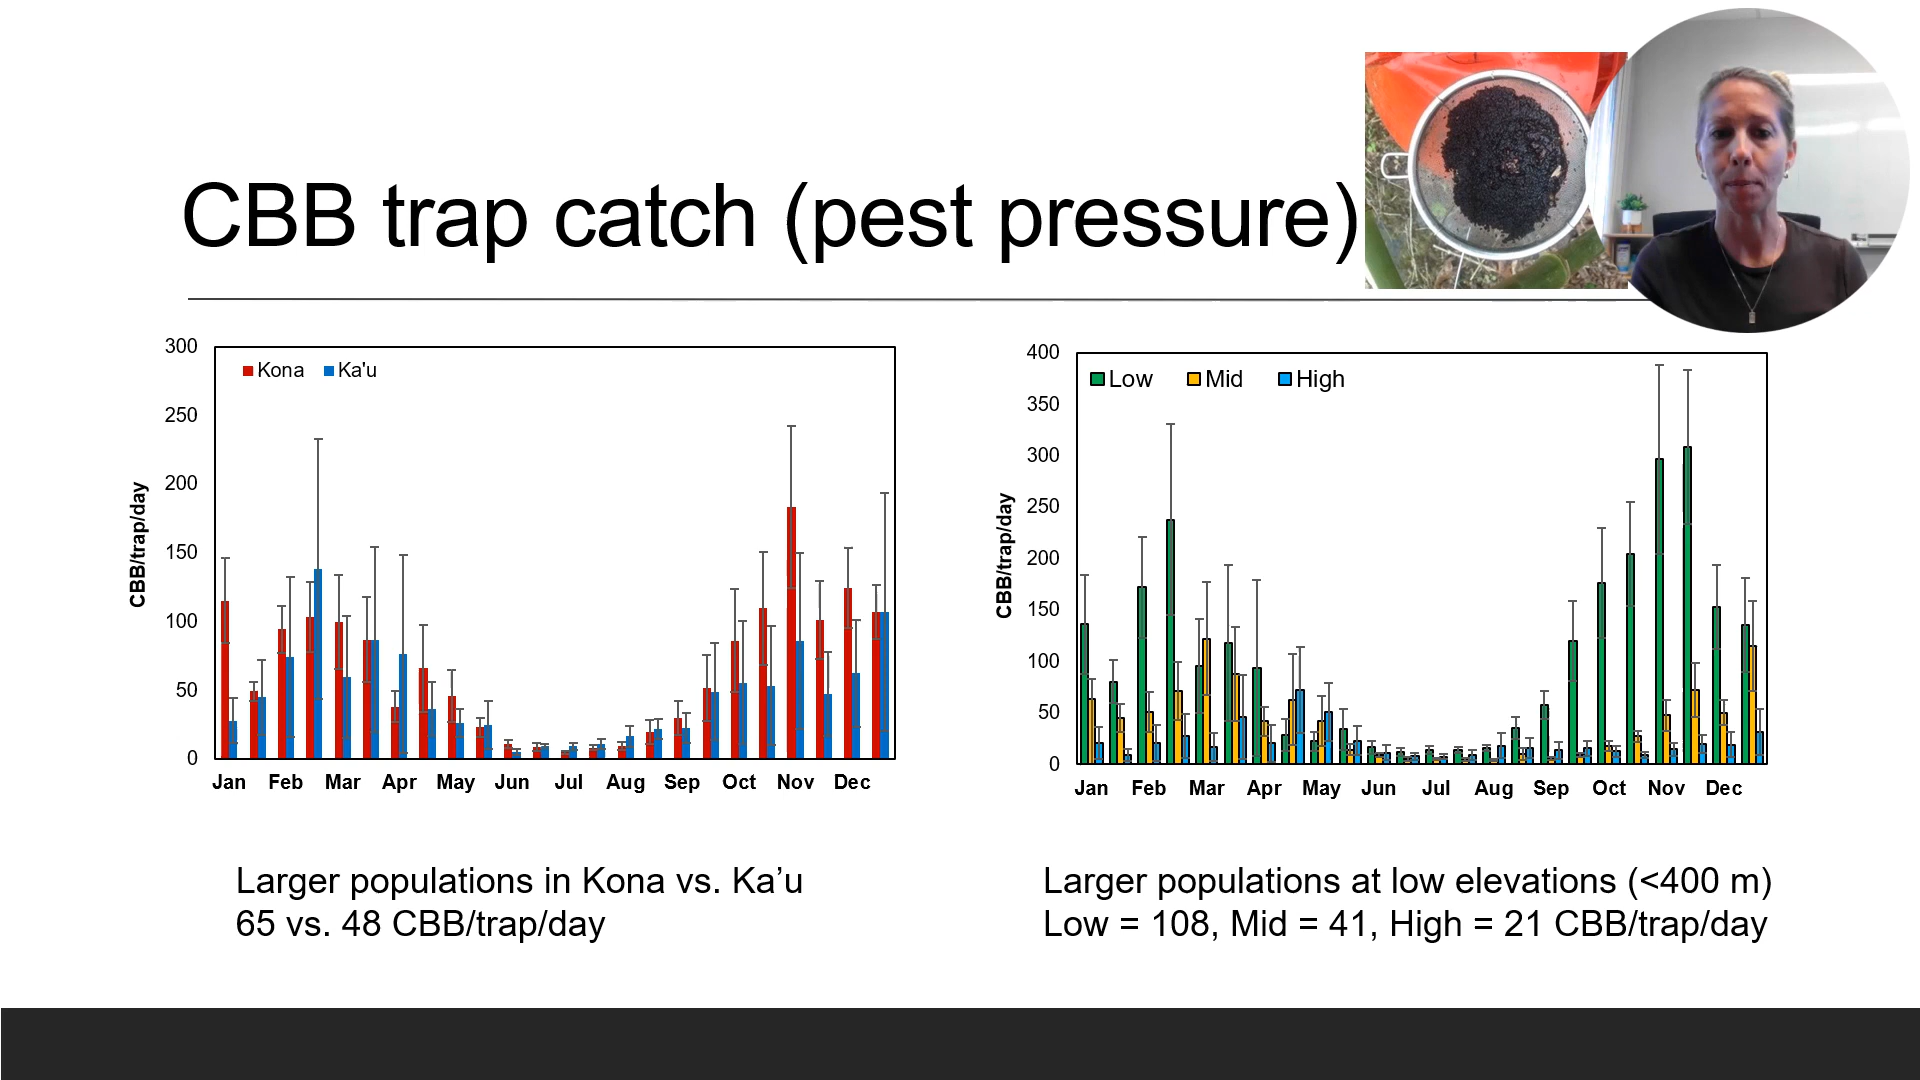 CBB trap catch (pest pressure)
300
250
200
150
100
50
0
CBB/trap/day
Kona Ka'u
Jan Feb Mar Apr May Jun Jul Aug Sep Oct Nov Dec
400
350
300
250
200
150
100
50
0
CBB/trap/day
Low Mid High
Jan Feb Mar Apr May Jun Jul Aug Sep Oct Nov Dec
Larger populations in Kona vs. Ka’u
65 vs. 48 CBB/trap/day
Larger populations at low elevations (<400 m)
Low = 108, Mid = 41, High = 21 CBB/trap/day